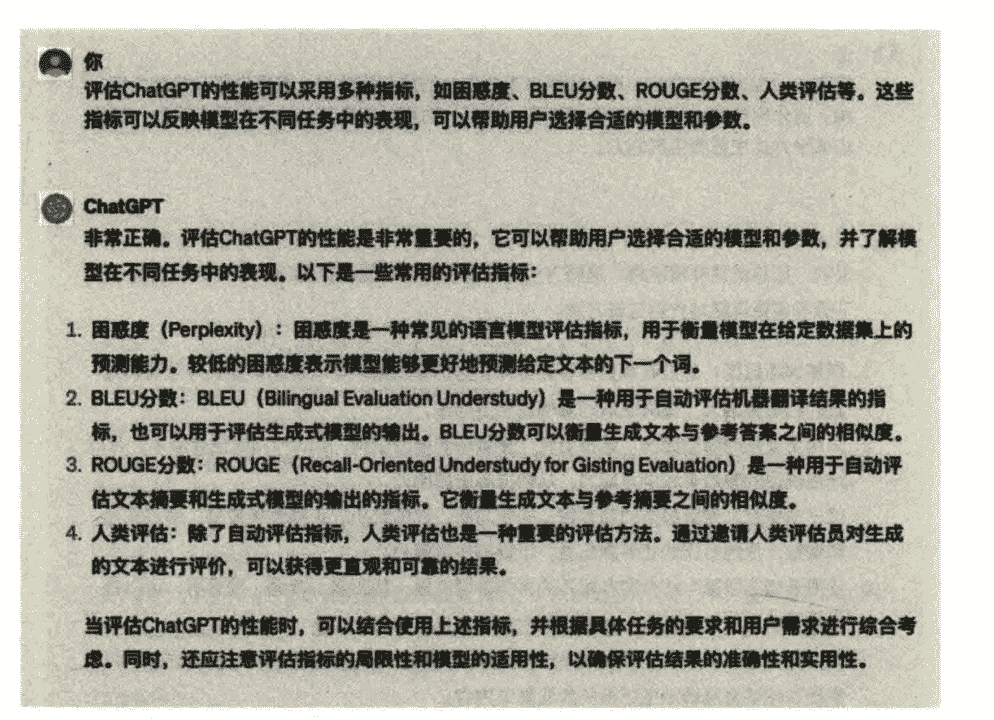 你
评估ChatGPT的性能可以采用多种指标，如困惑度、BLEU分数、ROUGE分数、人类评估等。这些
指标可以反映模型在不同任务中的表现，可以帮助用户选择合适的模型和参数。
ChatGPT
非常正确。评估ChatGPT的性能是非常重要的，它可以帮助用户选择合适的模型和参数，并了解模
型在不同任务中的表现。以下是一些常用的评估指标：
1. 困惑度（Perplexity）：困惑度是一种常见的语言模型评估指标，用于衡量模型在给定数据集上的
预测能力。较低的困惑度表示模型能够更好地预测给定文本的下一个词。
2. BLEU分数：BLEU（Bilingual Evaluation Understudy）是一种用于自动评估机器翻译结果的指
标，也可以用于评估生成式模型的输出。BLEU分数可以衡量生成文本与参考答案之间的相似度。
3. ROUGE分数：ROUGE（Recall-Oriented Understudy for Gisting Evaluation）是一种用于自动评
估文本摘要和生成式模型的输出的指标。它衡量生成文本与参考摘要之间的相似度。
4. 人类评估：除了自动评估指标，人类评估也是一种重要的评估方法。通过邀请人类评估员对生成
的文本进行评价，可以获得更直观和可靠的结果。
当评估ChatGPT的性能时，可以结合使用上述指标，并根据具体任务的要求和用户需求进行综合考
虑。同时，还应注意评估指标的局限性和模型的适用性，以确保评估结果的准确性和实用性。